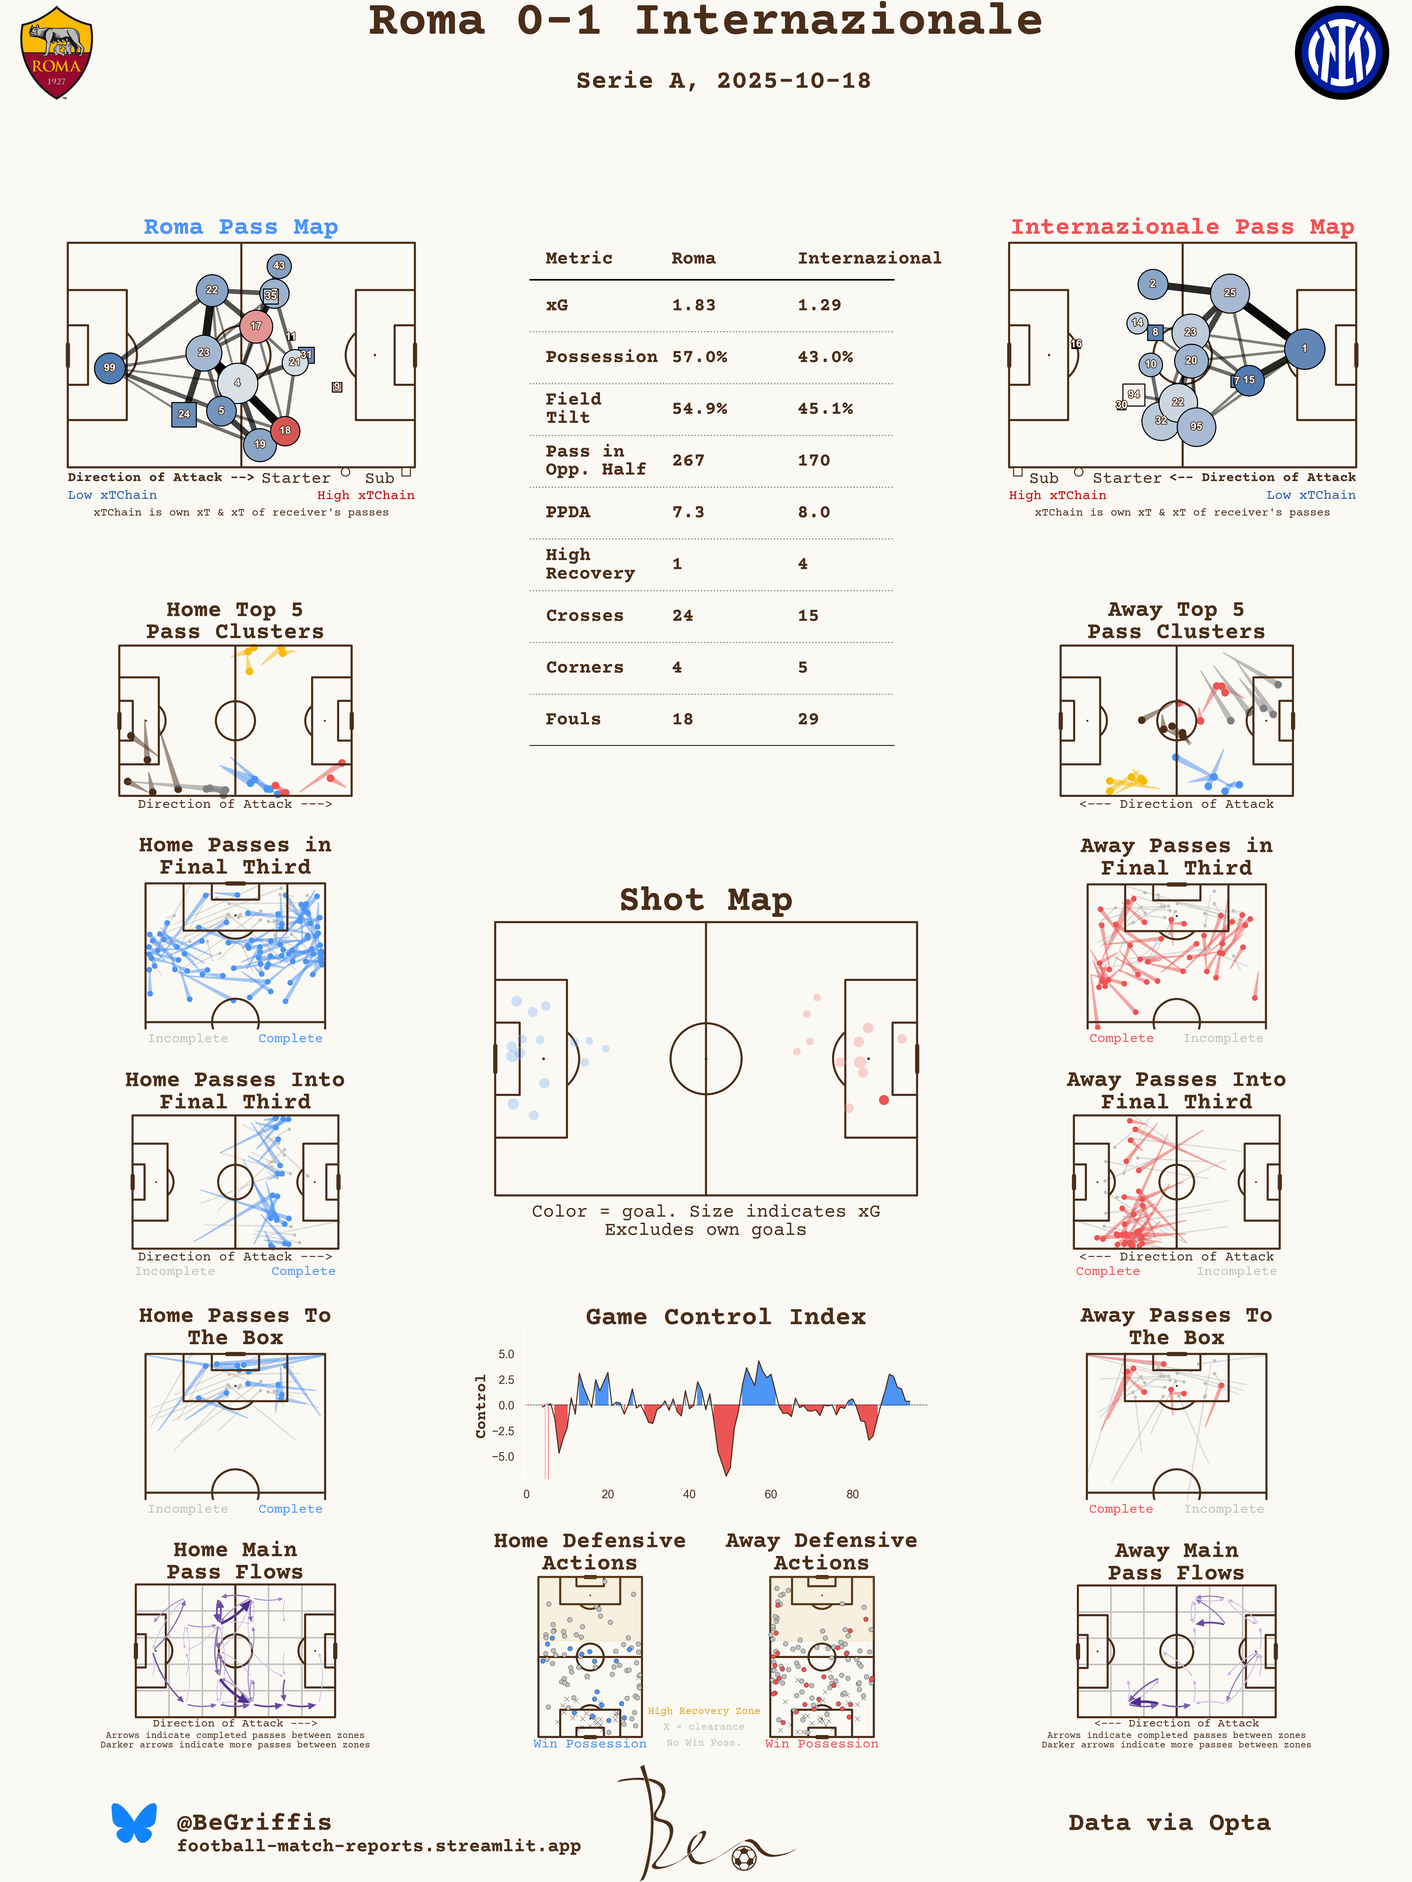 Roma 0-1 Internazionale
Serie A, 2025-10-18
ROMA
1927
Roma Pass Map
43
22
35
17
11
23
31
21
99
4
9
5
24
18
19
Direction of Attack --> Starter Sub
Low xTChain High xTChain
xTChain is own xT & xT of receiver's passes
Metric Roma Internazional
xG 1.83 1.29
Possession 57.0% 43.0%
Field
Tilt 54.9% 45.1%
Pass in
Opp. Half 267 170
PPDA 7.3 8.0
High
Recovery 1 4
Crosses 24 15
Corners 4 5
Fouls 18 29
Internazionale Pass Map
2
25
14
8
23
16
1
10
20
7 15
94
30
22
32
95
Sub Starter <-- Direction of Attack
High xTChain Low xTChain
xTChain is own xT & xT of receiver's passes
Home Top 5
Pass Clusters
Direction of Attack --->
Away Top 5
Pass Clusters
<--- Direction of Attack
Home Passes in
Final Third
Incomplete Complete
Shot Map
Color = goal. Size indicates xG
Excludes own goals
Away Passes in
Final Third
Complete Incomplete
Home Passes Into
Final Third
Direction of Attack --->
Incomplete Complete
Away Passes Into
Final Third
<--- Direction of Attack
Complete Incomplete
Home Passes To
The Box
Incomplete Complete
Game Control Index
Control
5.0
2.5
0.0
−2.5
−5.0
0 20 40 60 80
Away Passes To
The Box
Complete Incomplete
Home Main
Pass Flows
Direction of Attack --->
Arrows indicate completed passes between zones
Darker arrows indicate more passes between zones
Home Defensive
Actions
Win Possession
High Recovery Zone
X = clearance
No Win Poss.
Away Defensive
Actions
Win Possession
Away Main
Pass Flows
<--- Direction of Attack
Arrows indicate completed passes between zones
Darker arrows indicate more passes between zones
@BeGriffis
football-match-reports.streamlit.app
Ben
Data via Opta